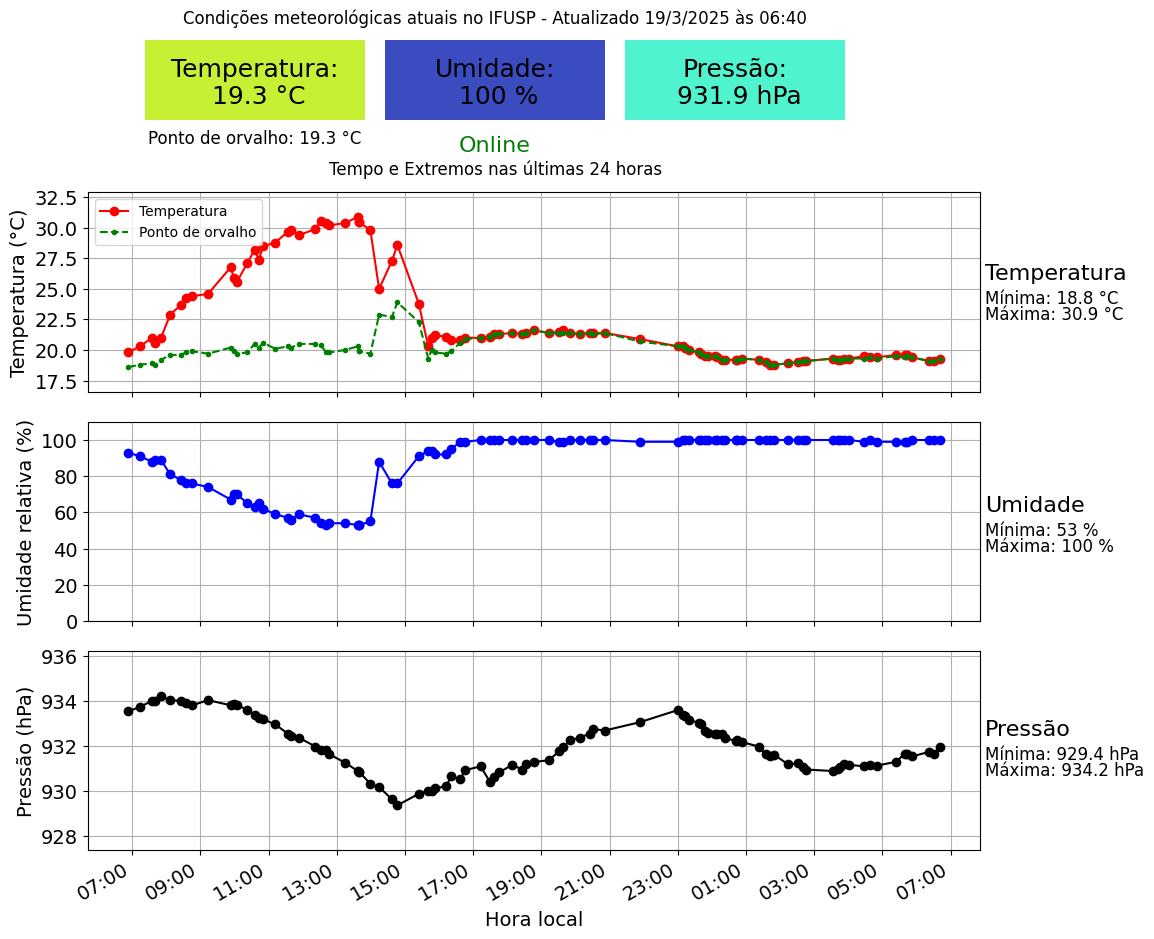 Condições meteorológicas atuais no IFUSP - Atualizado 19/3/2025 às 06:40
Temperatura:
19.3 °C
Umidade:
100 %
Pressão:
931.9 hPa
Ponto de orvalho: 19.3 °C
Online
Tempo e Extremos nas últimas 24 horas
Temperatura (°C)
32.5
30.0
27.5
25.0
22.5
20.0
17.5
Temperatura
Ponto de orvalho
Temperatura
Mínima: 18.8 °C
Máxima: 30.9 °C
Umidade relativa (%)
100
80
60
40
20
0
Umidade
Mínima: 53 %
Máxima: 100 %
Pressão (hPa)
936
934
932
930
928
Pressão
Mínima: 929.4 hPa
Máxima: 934.2 hPa
07:00 09:00 11:00 13:00 15:00 17:00 19:00 21:00 23:00 01:00 03:00 05:00 07:00
Hora local